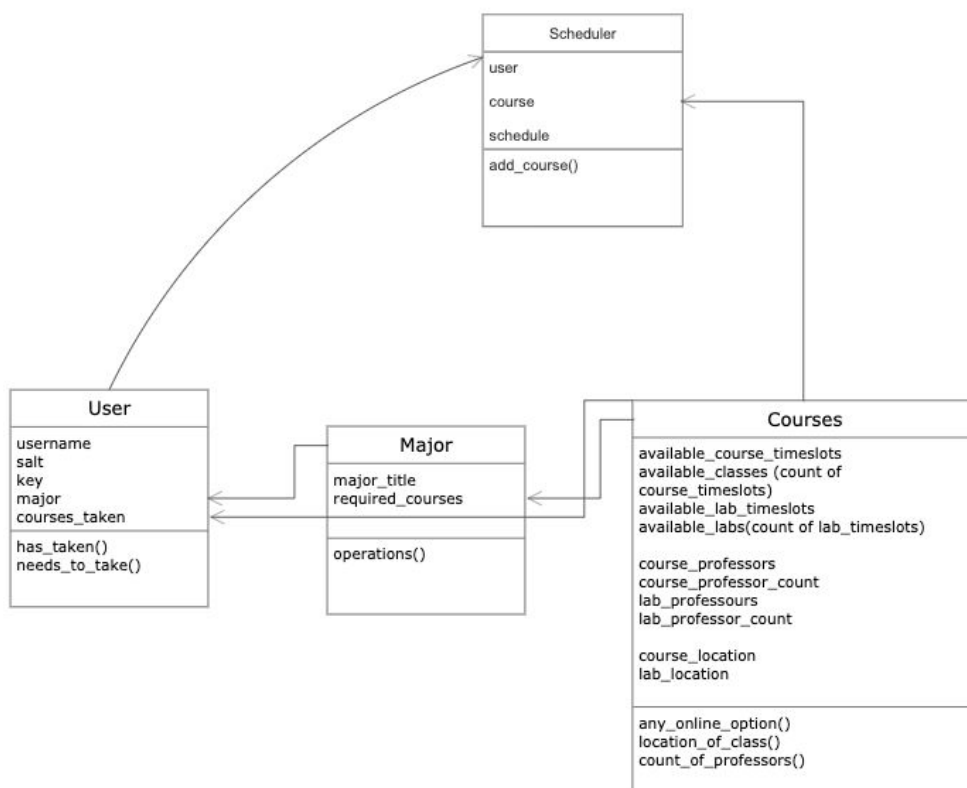 Scheduler
user
course
schedule
add_course()
User
username
salt
key
major
courses_taken
has_taken()
needs_to_take()
Major
major_title
required_courses
operations()
Courses
available_course_timeslots
available_classes (count of
course_timeslots)
available_lab_timeslots
available_labs(count of lab_timeslots)
course_professors
course_professor_count
lab_professours
lab_professor_count
course_location
lab_location
any_online_option()
location_of_class()
count_of_professors()